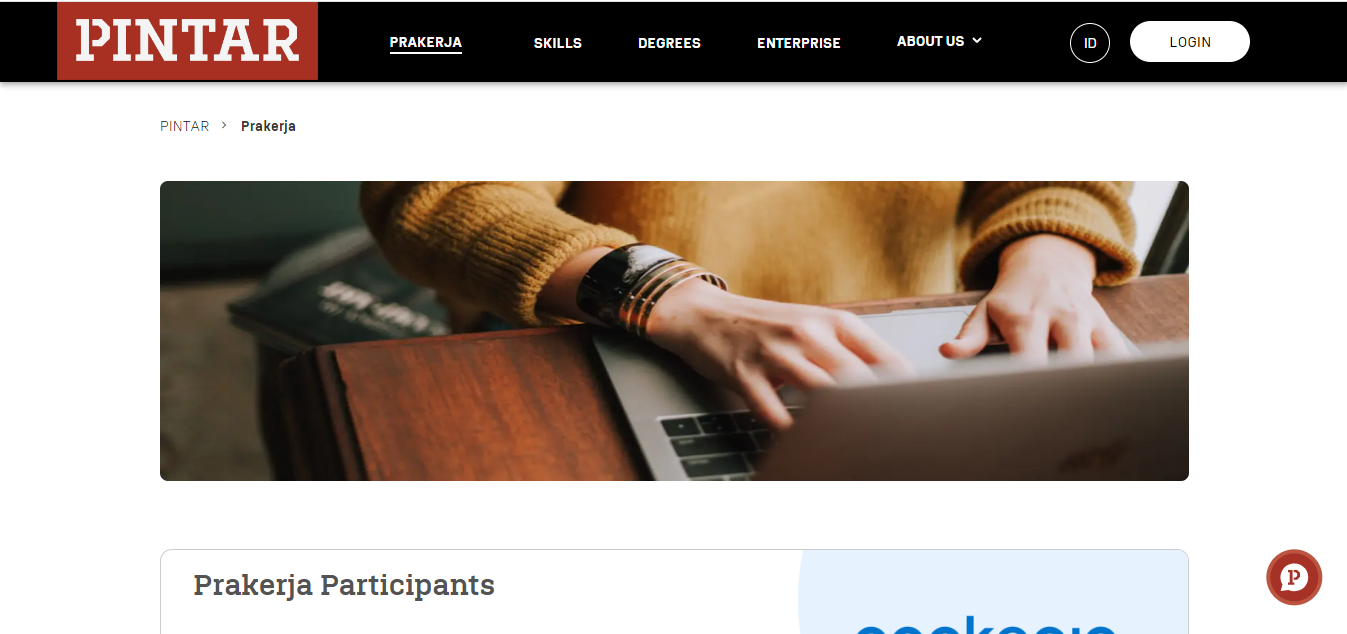 PINTAR
PRAKERJA
SKILLS
DEGREES
ENTERPRISE
ABOUT US
ID
LOGIN
PINTAR > Prakerja
Prakerja Participants
P